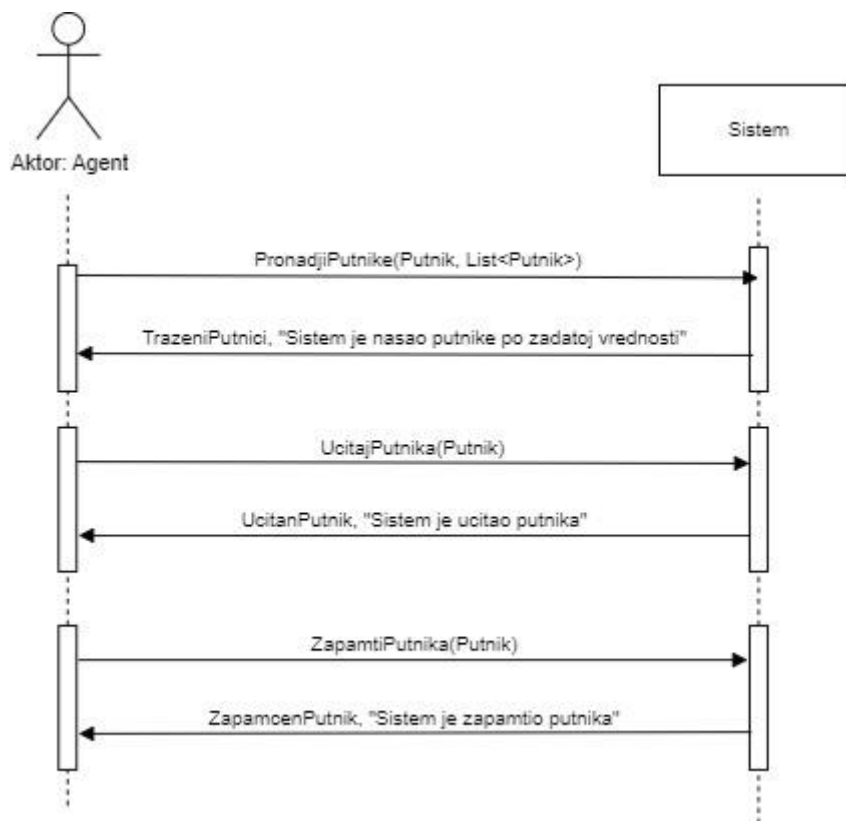 Aktor: Agent
Sistem
PronadjiPutnike(Putnik, List<Putnik>)
TrazeniPutnici, "Sistem je nasao putnike po zadatoj vrednosti"
UcitajPutnika(Putnik)
UcitanPutnik, "Sistem je ucitao putnika"
ZapamtiPutnika(Putnik)
ZapamcenPutnik, "Sistem je zapamtio putnika"